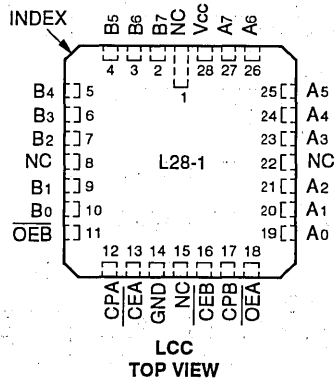 INDEX
B5 B6 B7 NC Vcc A7 A6
4 3 2 28 27 26
1
B4 5 25 A5
B3 6 24 A4
B2 7 23 A3
NC 8 L28-1 22 NC
B1 9 21 A2
B0 10 20 A1
OEB 11 19 A0
12 13 14 15 16 17 18
CPA CEA GND NC CEB CPB OEA
LCC
TOP VIEW